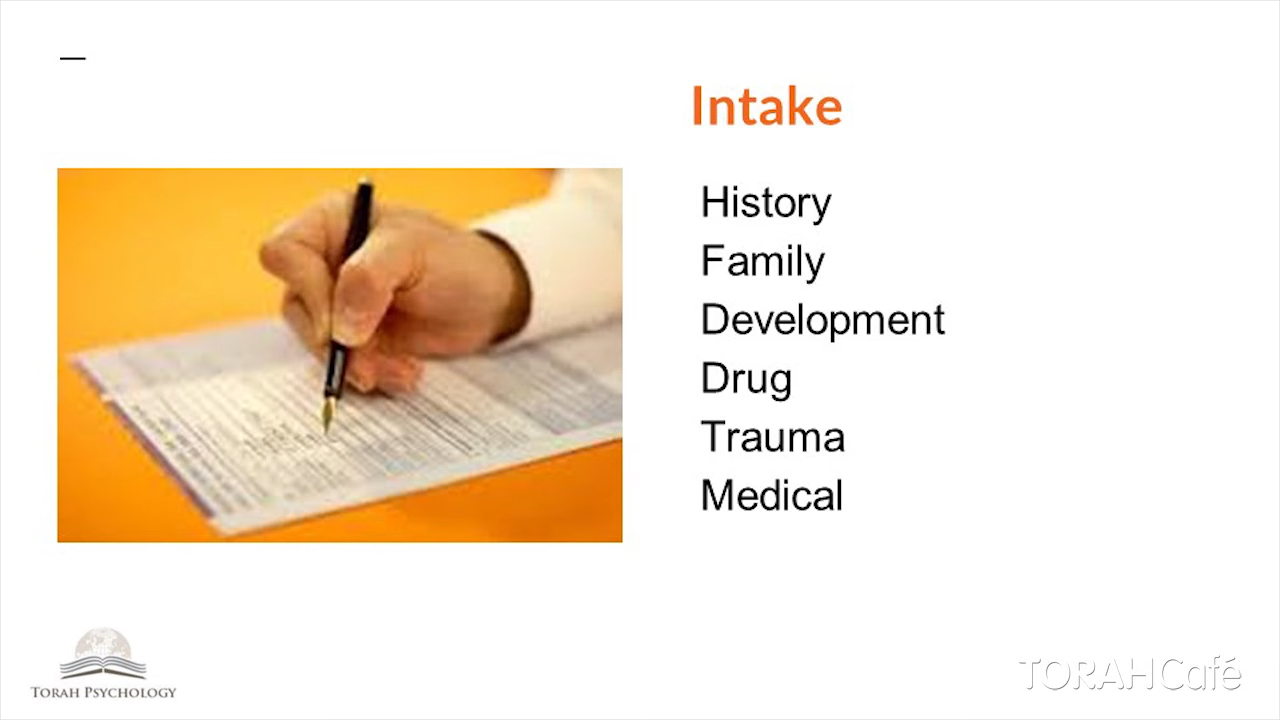 Intake
History
Family
Development
Drug
Trauma
Medical
TORAH PSYCHOLOGY
TORAHCafé